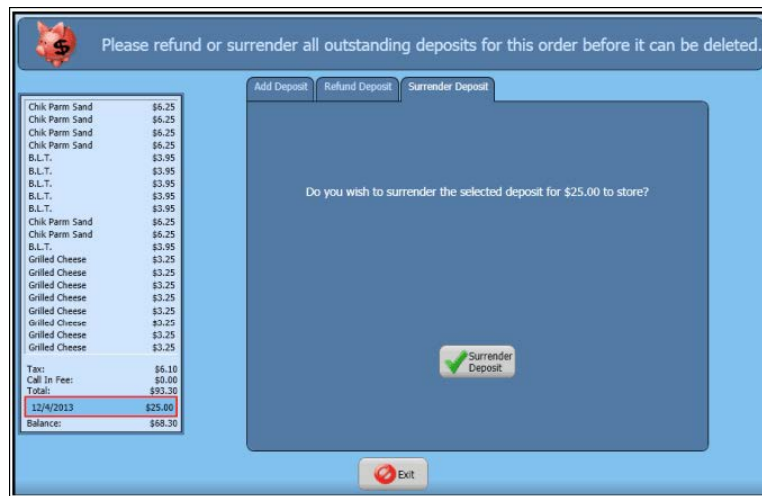 Please refund or surrender all outstanding deposits for this order before it can be deleted.
Add Deposit Refund Deposit Surrender Deposit
Chik Parm Sand $6.25
Chik Parm Sand $6.25
Chik Parm Sand $6.25
Chik Parm Sand $6.25
B.L.T. $3.95
B.L.T. $3.95
B.L.T. $3.95
B.L.T. $3.95
B.L.T. $3.95
Chik Parm Sand $6.25
Chik Parm Sand $6.25
B.L.T. $3.95
Grilled Cheese $3.25
Grilled Cheese $3.25
Grilled Cheese $3.25
Grilled Cheese $3.25
Grilled Cheese $3.25
Grilled Cheese $3.25
Grilled Cheese $3.25
Grilled Cheese $3.25
Tax: $6.10
Call In Fee: $0.00
Total: $93.30
12/4/2013 $25.00
Balance: $68.30
Do you wish to surrender the selected deposit for $25.00 to store?
Surrender
Deposit
Exit